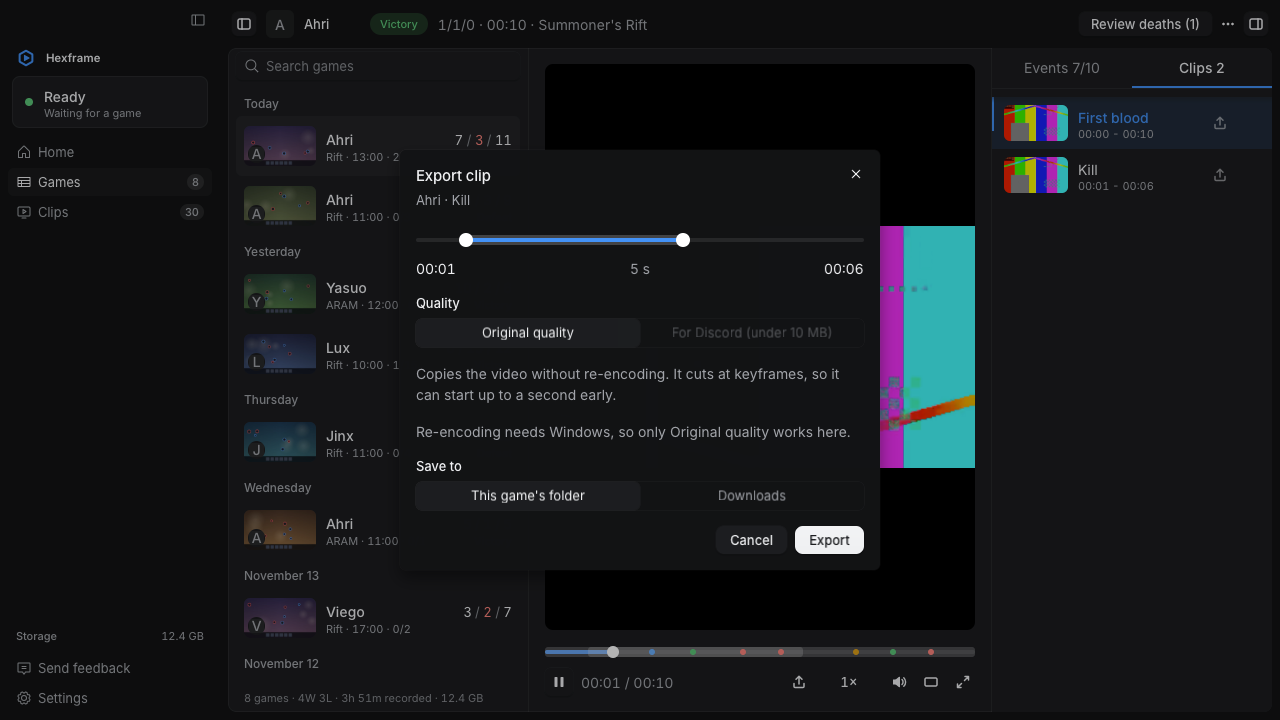 Hexframe
Ready
Waiting for a game
Home
Games 8
Clips 30
Storage 12.4 GB
Send feedback
Settings
A Ahri Victory 1/1/0 · 00:10 · Summoner's Rift
Review deaths (1)
Search games
Today
A Ahri 7 / 3 / 11
Rift · 13:00 · 2
A Ahri
Rift · 11:00 · 0
Yesterday
Y Yasuo
ARAM · 12:00
L Lux
Rift · 10:00 · 1
Thursday
J Jinx
Rift · 11:00 · 0
Wednesday
A Ahri
ARAM · 11:00
November 13
V Viego 3 / 2 / 7
Rift · 17:00 · 0/2
November 12
8 games · 4W 3L · 3h 51m recorded · 12.4 GB
Export clip
Ahri · Kill
00:01 5 s 00:06
Quality
Original quality For Discord (under 10 MB)
Copies the video without re-encoding. It cuts at keyframes, so it
can start up to a second early.
Re-encoding needs Windows, so only Original quality works here.
Save to
This game's folder Downloads
Cancel Export
00:01 / 00:10
1×
Events 7/10 Clips 2
First blood
00:00 - 00:10
Kill
00:01 - 00:06